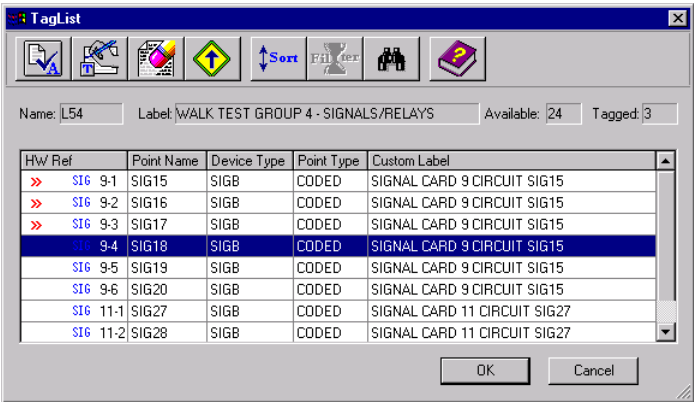 TagList
A T Sort Filter ?
Name: L54 Label: WALK TEST GROUP 4 - SIGNALS/RELAYS Available: 24 Tagged: 3
HW Ref Point Name Device Type Point Type Custom Label
» SIG 9-1 SIG15 SIGB CODED SIGNAL CARD 9 CIRCUIT SIG15
» SIG 9-2 SIG16 SIGB CODED SIGNAL CARD 9 CIRCUIT SIG15
» SIG 9-3 SIG17 SIGB CODED SIGNAL CARD 9 CIRCUIT SIG15
SIG 9-4 SIG18 SIGB CODED SIGNAL CARD 9 CIRCUIT SIG15
SIG 9-5 SIG19 SIGB CODED SIGNAL CARD 9 CIRCUIT SIG15
SIG 9-6 SIG20 SIGB CODED SIGNAL CARD 9 CIRCUIT SIG15
SIG 11-1 SIG27 SIGB CODED SIGNAL CARD 11 CIRCUIT SIG27
SIG 11-2 SIG28 SIGB CODED SIGNAL CARD 11 CIRCUIT SIG27
OK Cancel